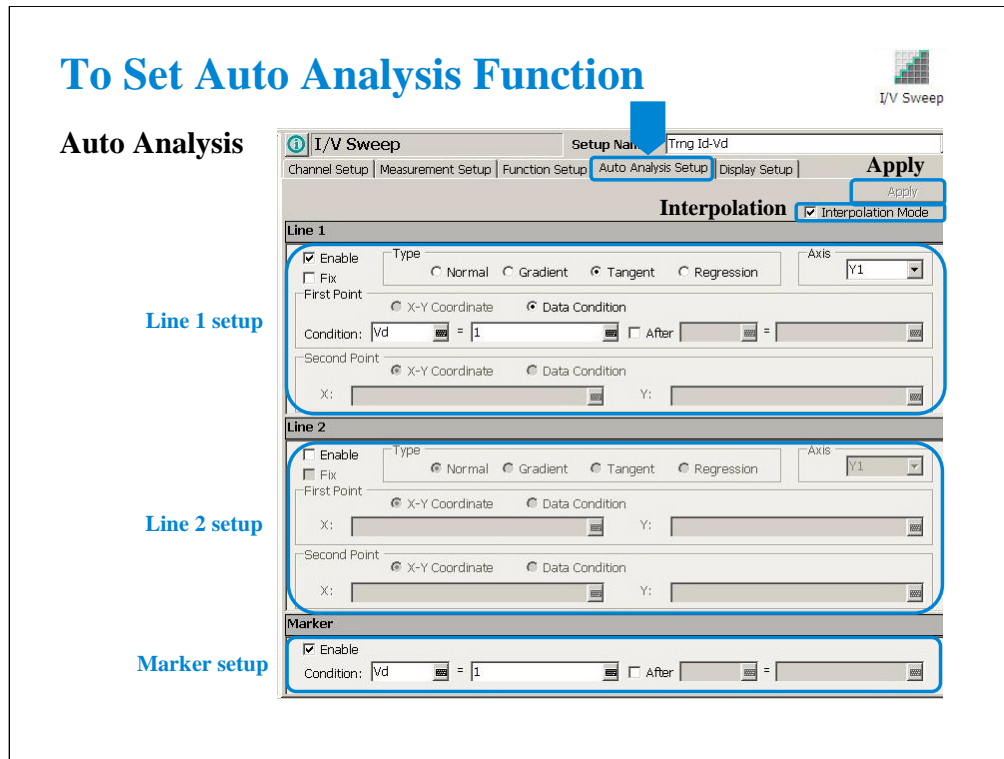 To Set Auto Analysis Function
I/V Sweep
Auto Analysis
I/V Sweep
Setup Nam
Trng Id-Vd
Channel Setup
Measurement Setup
Function Setup
Auto Analysis Setup
Display Setup
Apply
Apply
Interpolation
Interpolation Mode
Line 1
Enable
Fix
Type
Normal
Gradient
Tangent
Regression
Axis
Y1
First Point
X-Y Coordinate
Data Condition
Line 1 setup
Condition: Vd = 1
After =
Second Point
X-Y Coordinate
Data Condition
X:
Y:
Line 2
Enable
Fix
Type
Normal
Gradient
Tangent
Regression
Axis
Y1
First Point
X-Y Coordinate
Data Condition
Line 2 setup
X:
Y:
Second Point
X-Y Coordinate
Data Condition
X:
Y:
Marker
Enable
Marker setup
Condition: Vd = 1
After =